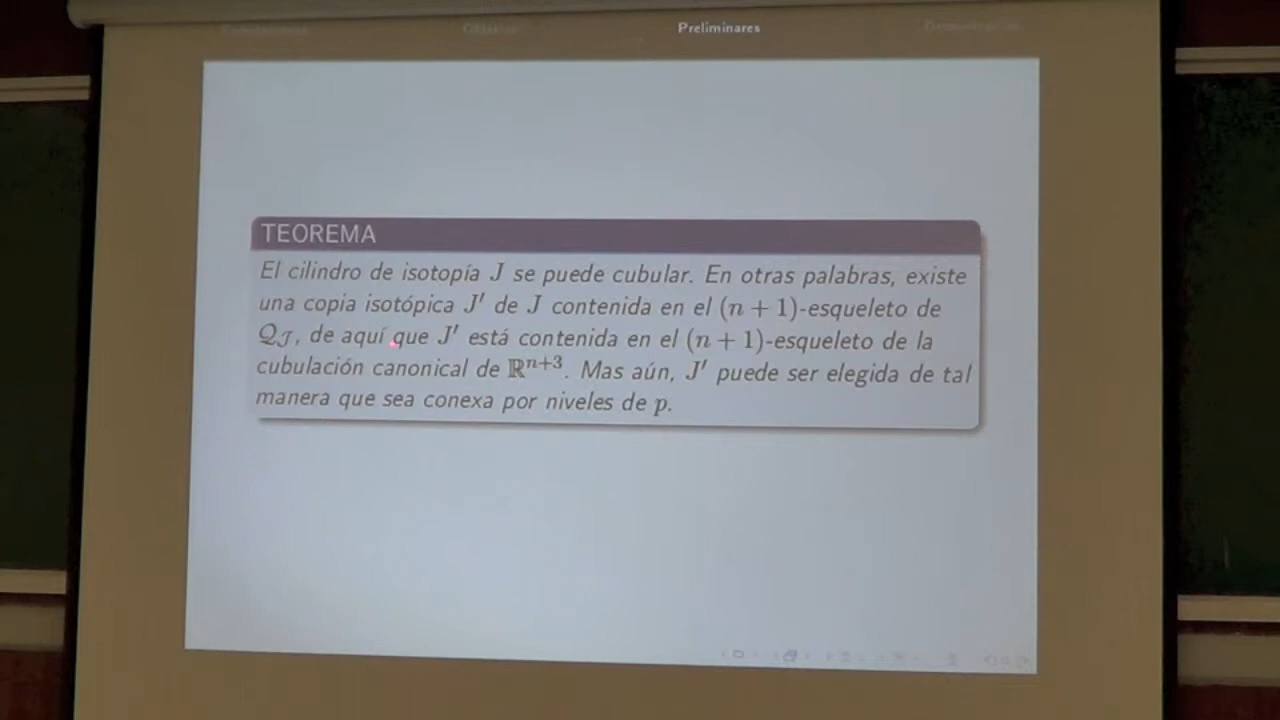 Preliminares
TEOREMA
El cilindro de isotopía J se puede cubular. En otras palabras, existe
una copia isotópica J′ de J contenida en el (n + 1)-esqueleto de
𝒬_𝒥, de aquí que J′ está contenida en el (n + 1)-esqueleto de la
cubulación canonical de ℝⁿ⁺³. Mas aún, J′ puede ser elegida de tal
manera que sea conexa por niveles de p.